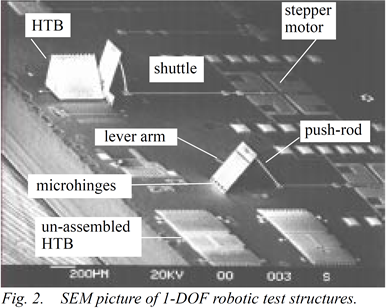 HTB
stepper
motor
shuttle
lever arm
push-rod
microhinges
un-assembled
HTB
200µM 20KV 00 003 S
Fig. 2. SEM picture of 1-DOF robotic test structures.